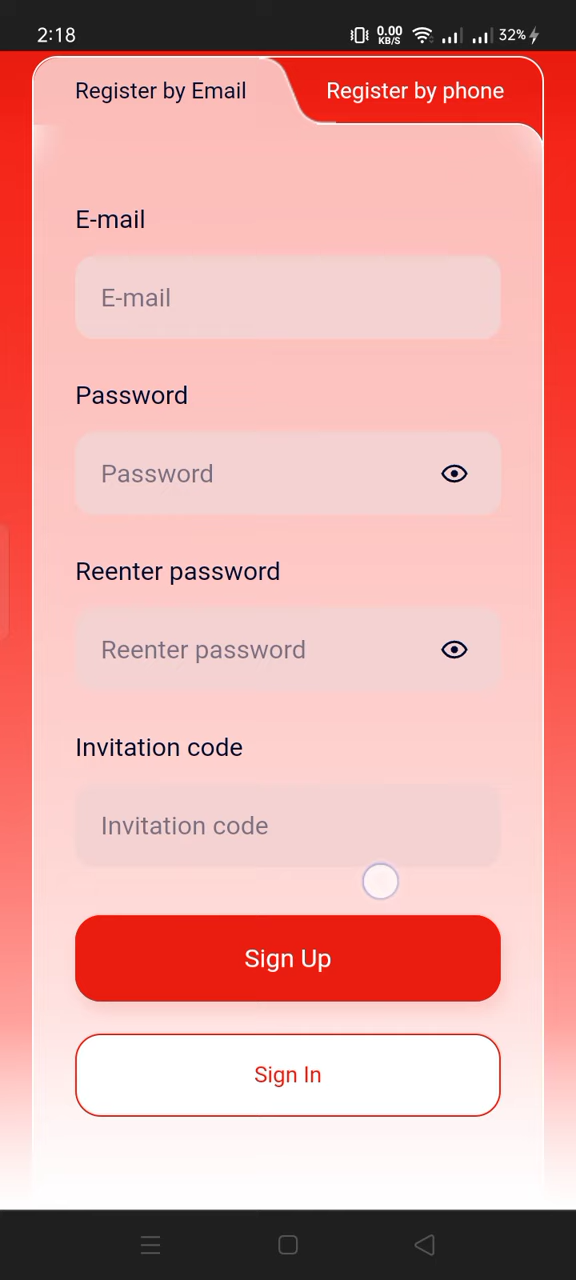 2:18 0.00 KB/S 32%
Register by Email Register by phone
E-mail
E-mail
Password
Password
Reenter password
Reenter password
Invitation code
Invitation code
Sign Up
Sign In